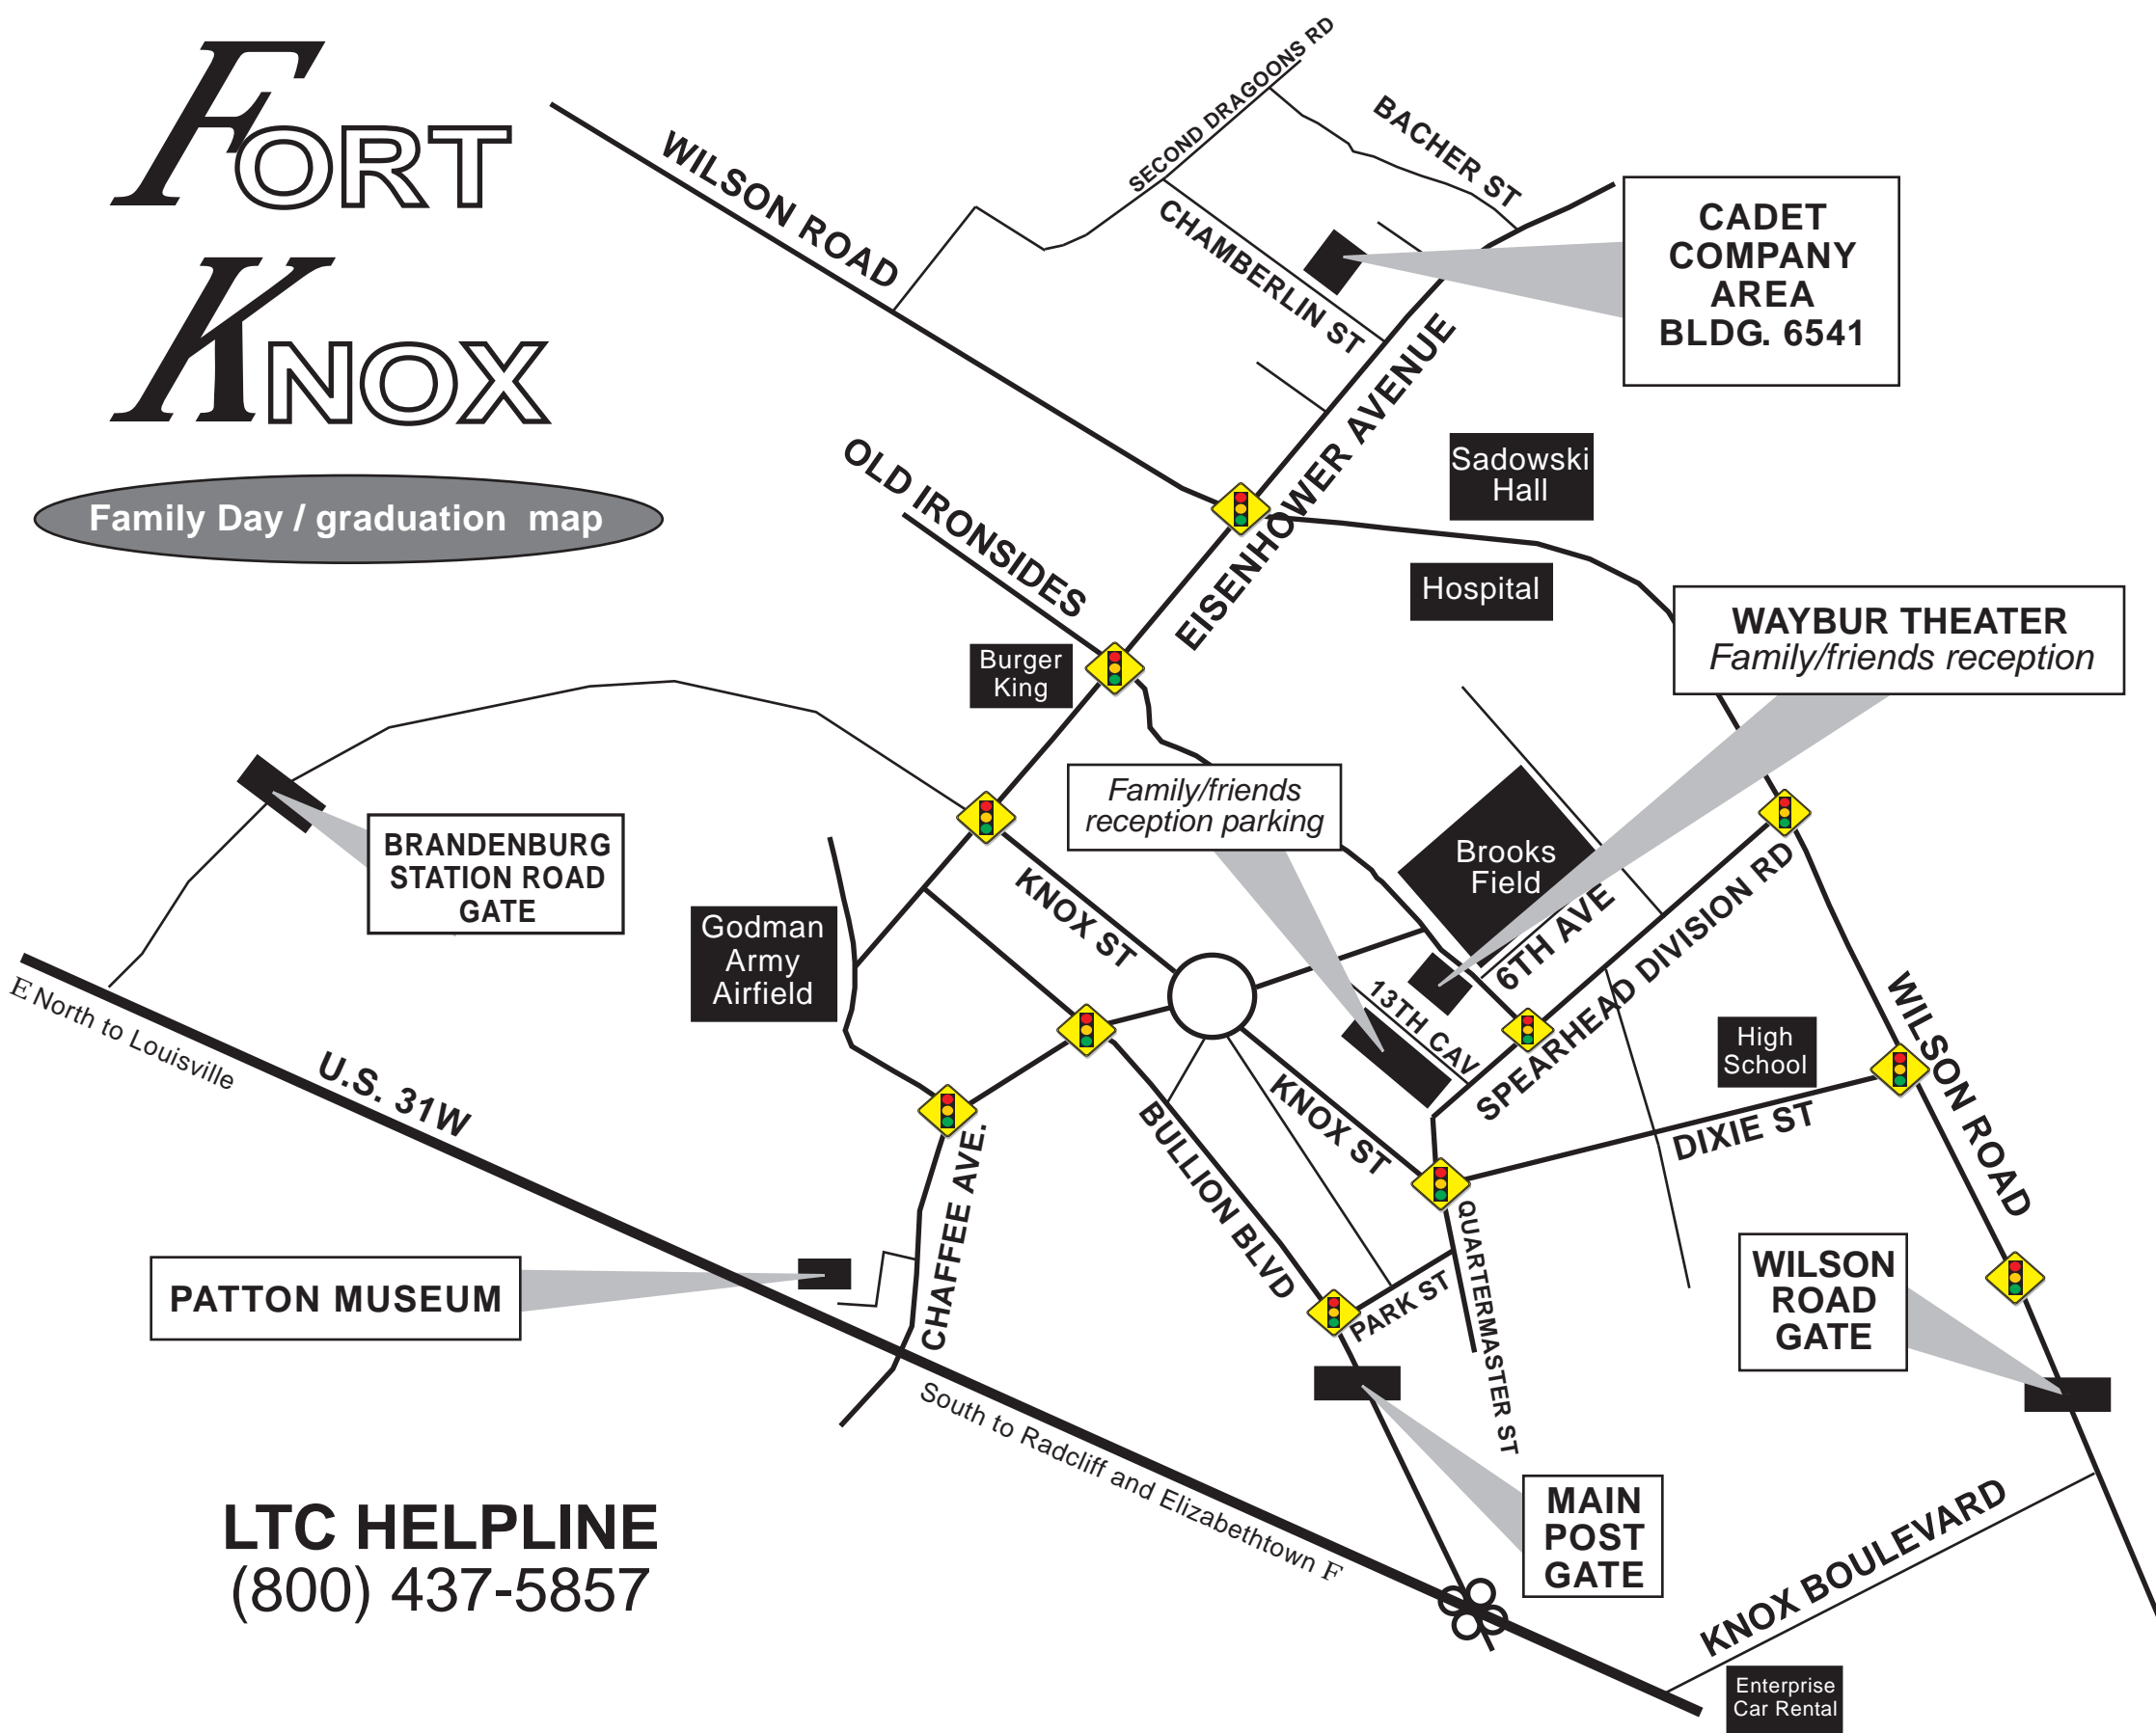 FORT
KNOX
Family Day / graduation map
WILSON ROAD
SECOND DRAGOONS RD
BACHER ST
CHAMBERLIN ST
CADET
COMPANY
AREA
BLDG. 6541
EISENHOWER AVENUE
OLD IRONSIDES
Sadowski
Hall
Hospital
Burger
King
WAYBUR THEATER
Family/friends reception
Family/friends
reception parking
Brooks
Field
BRANDENBURG
STATION ROAD
GATE
KNOX ST
Godman
Army
Airfield
6TH AVE
13TH CAV
SPEARHEAD DIVISION RD
E North to Louisville
U.S. 31W
High
School
WILSON ROAD
DIXIE ST
KNOX ST
BULLION BLVD
CHAFFEE AVE.
PARK ST
QUARTERMASTER ST
PATTON MUSEUM
WILSON
ROAD
GATE
South to Radcliff and Elizabethtown F
MAIN
POST
GATE
KNOX BOULEVARD
LTC HELPLINE
(800) 437-5857
Enterprise
Car Rental